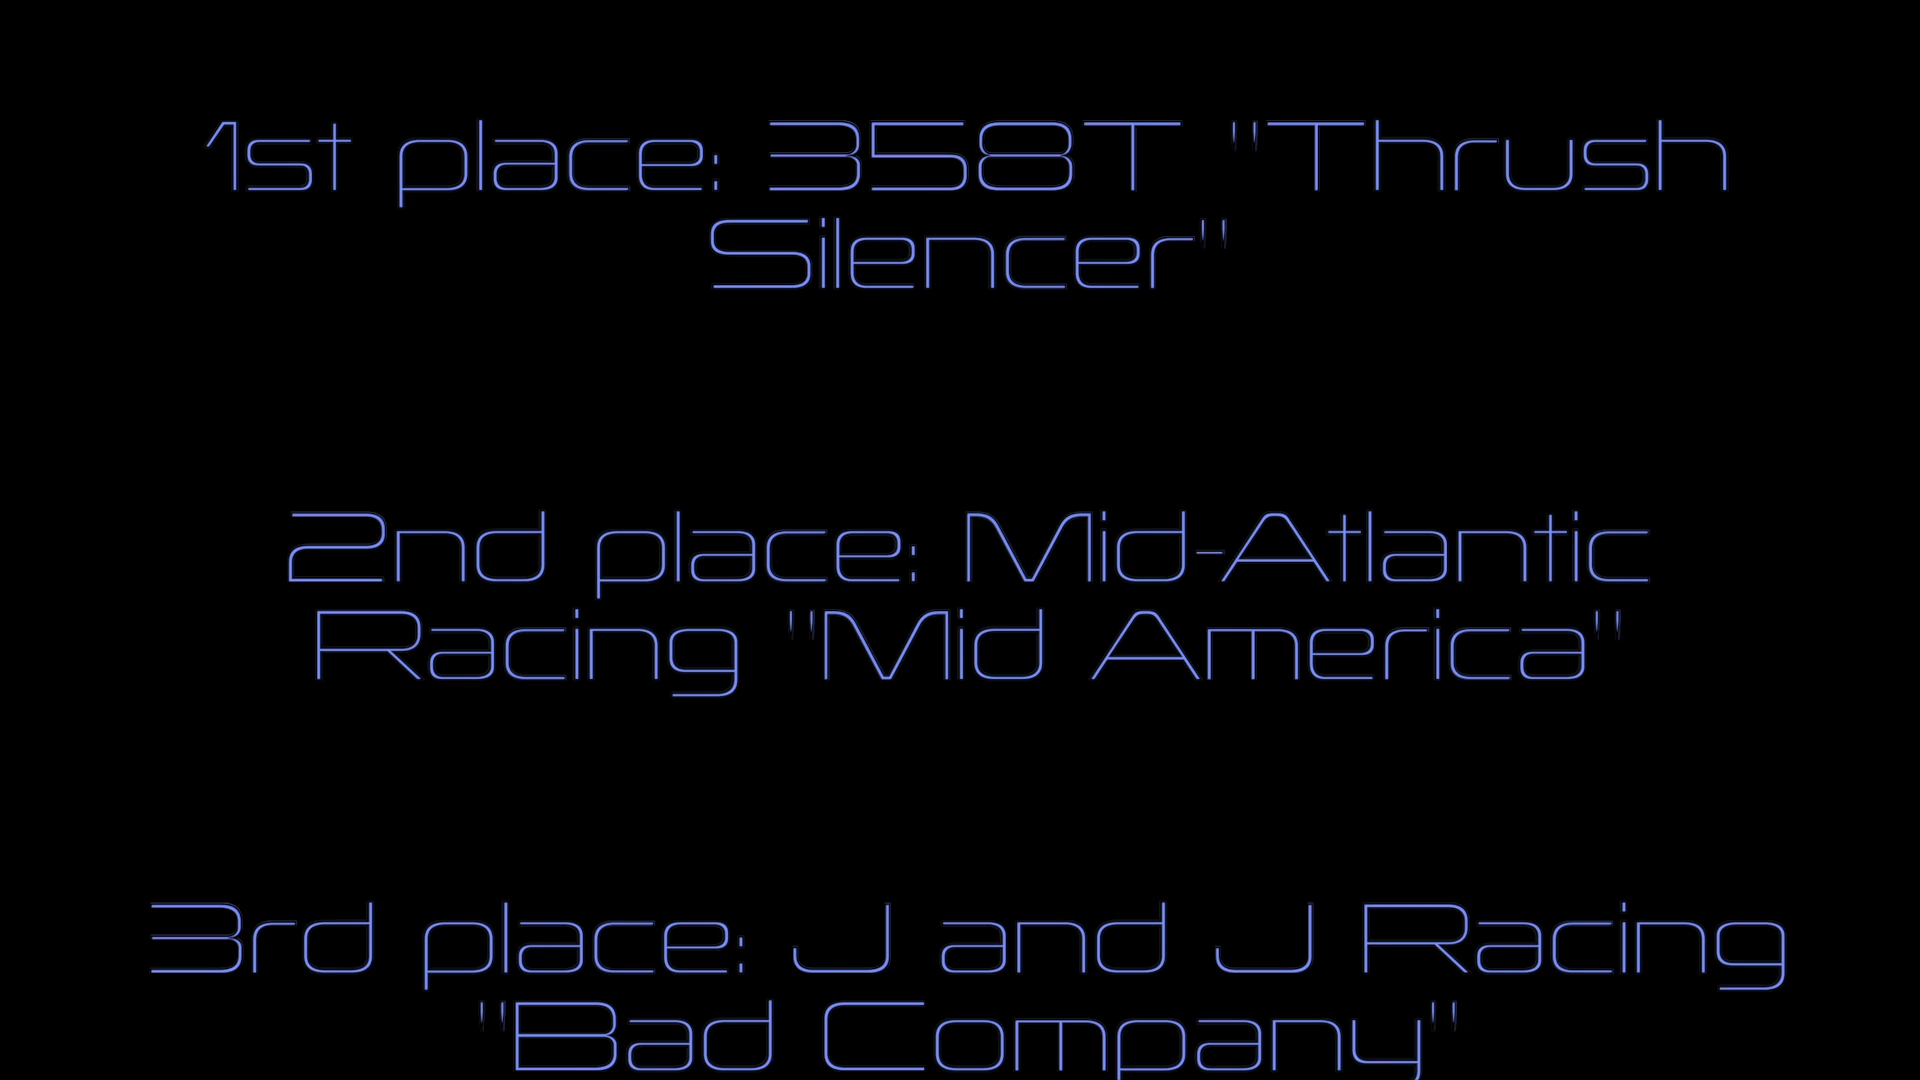 1st place: 358T "Thrush
Silencer"
2nd place: Mid-Atlantic
Racing "Mid America"
3rd place: J and J Racing
"Bad Company"